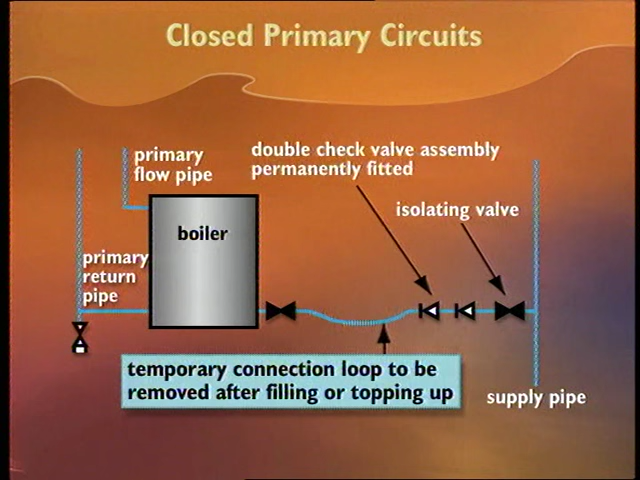 Closed Primary Circuits
primary
flow pipe
double check valve assembly
permanently fitted
isolating valve
boiler
primary
return
pipe
temporary connection loop to be
removed after filling or topping up
supply pipe